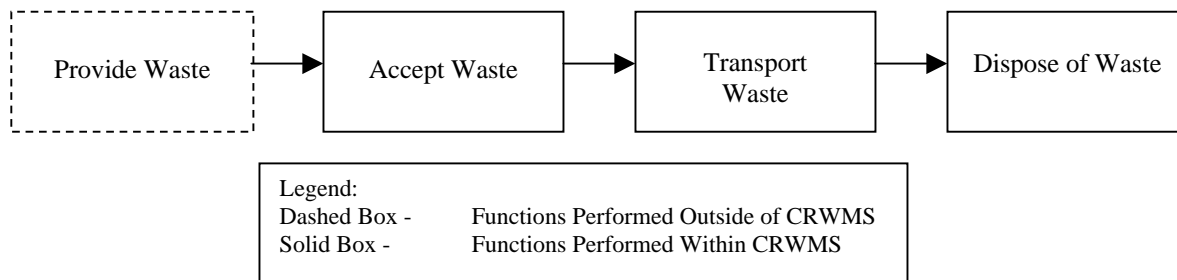 Provide Waste
Accept Waste
Transport
Waste
Dispose of Waste
Legend:
Dashed Box - Functions Performed Outside of CRWMS
Solid Box - Functions Performed Within CRWMS